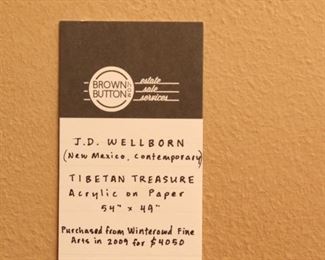 BROWN
BUTTON
.com
estate
sale
services
J.D. WELLBORN
(New Mexico, contemporary)
TIBETAN TREASURE
Acrylic on Paper
54" x 49"
Purchased from Winterowd Fine
Arts in 2009 for $4050